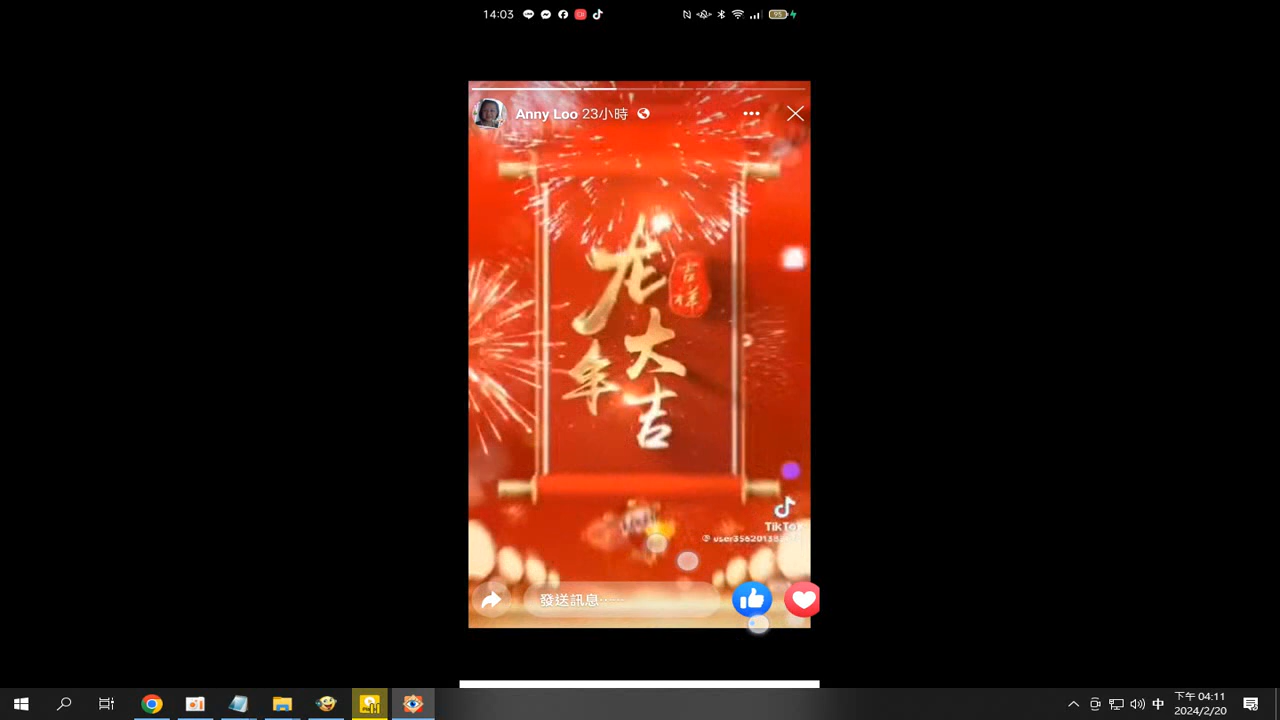 14:03
95
Anny Loo 23小時
龙年
大吉
吉祥
TikTok
發送訊息……
中
下午 04:11
2024/2/20